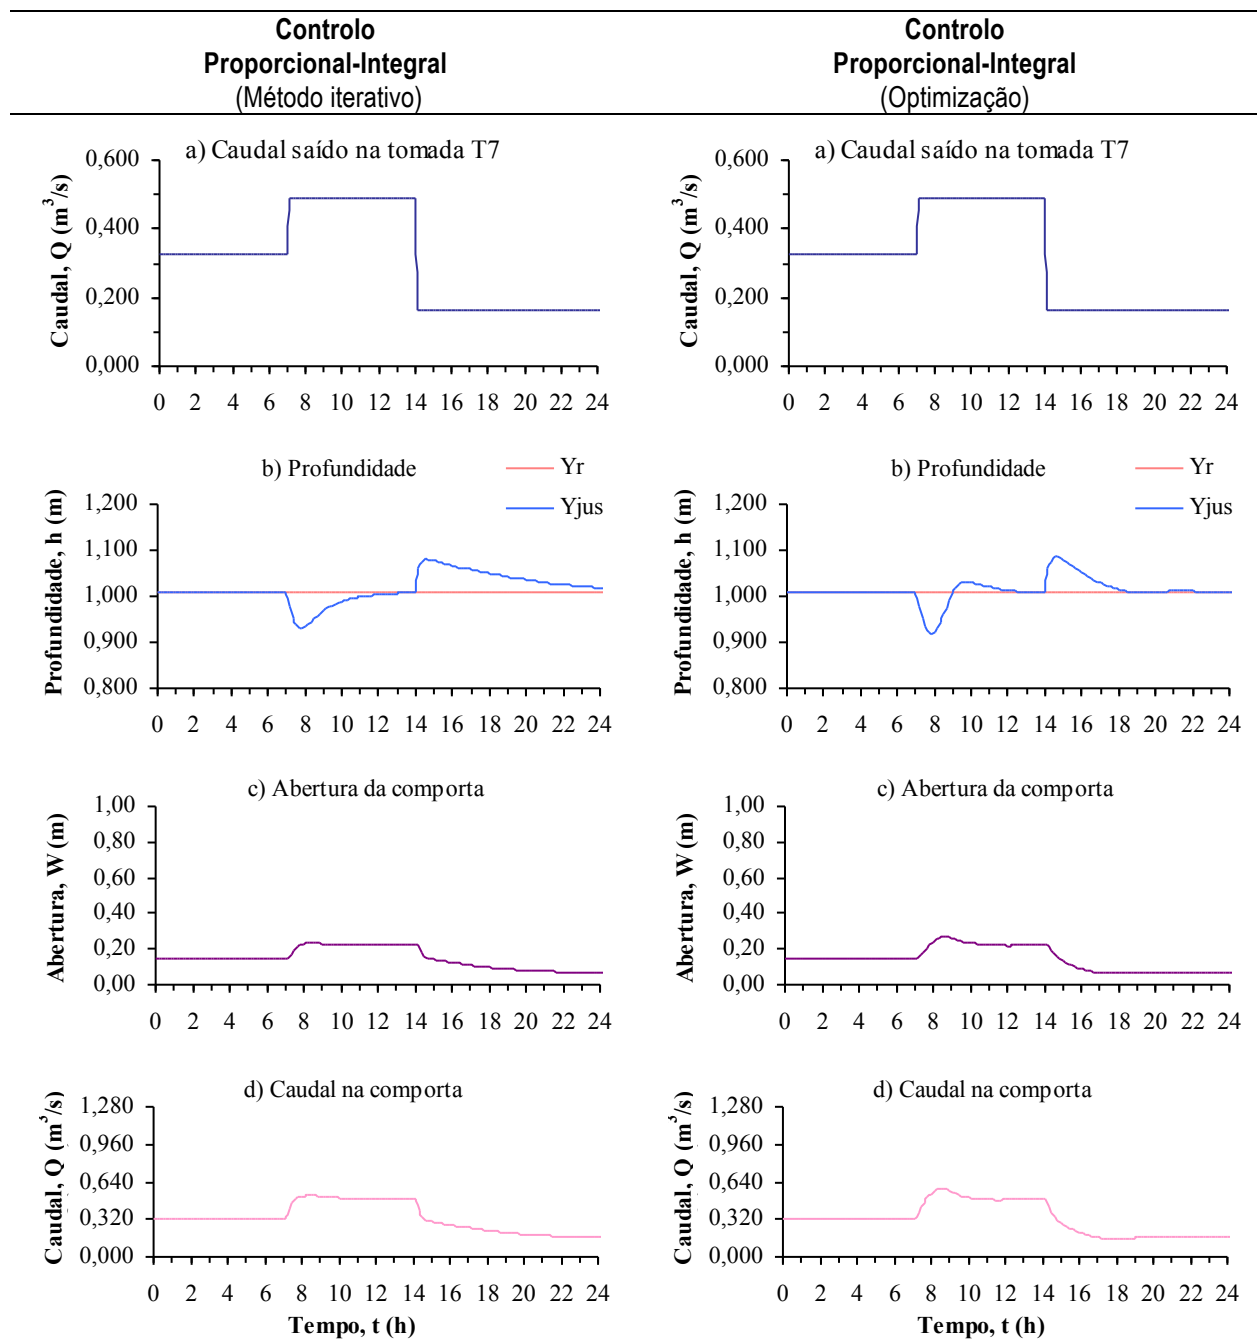 Controlo
Proporcional-Integral
(Método iterativo)
Controlo
Proporcional-Integral
(Optimização)
a) Caudal saído na tomada T7
Caudal, Q (m³/s)
0,600
0,400
0,200
0,000
0 2 4 6 8 10 12 14 16 18 20 22 24
a) Caudal saído na tomada T7
Caudal, Q (m³/s)
0,600
0,400
0,200
0,000
0 2 4 6 8 10 12 14 16 18 20 22 24
b) Profundidade
Yr
Yjus
Profundidade, h (m)
1,200
1,100
1,000
0,900
0,800
0 2 4 6 8 10 12 14 16 18 20 22 24
b) Profundidade
Yr
Yjus
Profundidade, h (m)
1,200
1,100
1,000
0,900
0,800
0 2 4 6 8 10 12 14 16 18 20 22 24
c) Abertura da comporta
Abertura, W (m)
1,00
0,80
0,60
0,40
0,20
0,00
0 2 4 6 8 10 12 14 16 18 20 22 24
c) Abertura da comporta
Abertura, W (m)
1,00
0,80
0,60
0,40
0,20
0,00
0 2 4 6 8 10 12 14 16 18 20 22 24
d) Caudal na comporta
Caudal, Q (m³/s)
1,280
0,960
0,640
0,320
0,000
0 2 4 6 8 10 12 14 16 18 20 22 24
Tempo, t (h)
d) Caudal na comporta
Caudal, Q (m³/s)
1,280
0,960
0,640
0,320
0,000
0 2 4 6 8 10 12 14 16 18 20 22 24
Tempo, t (h)